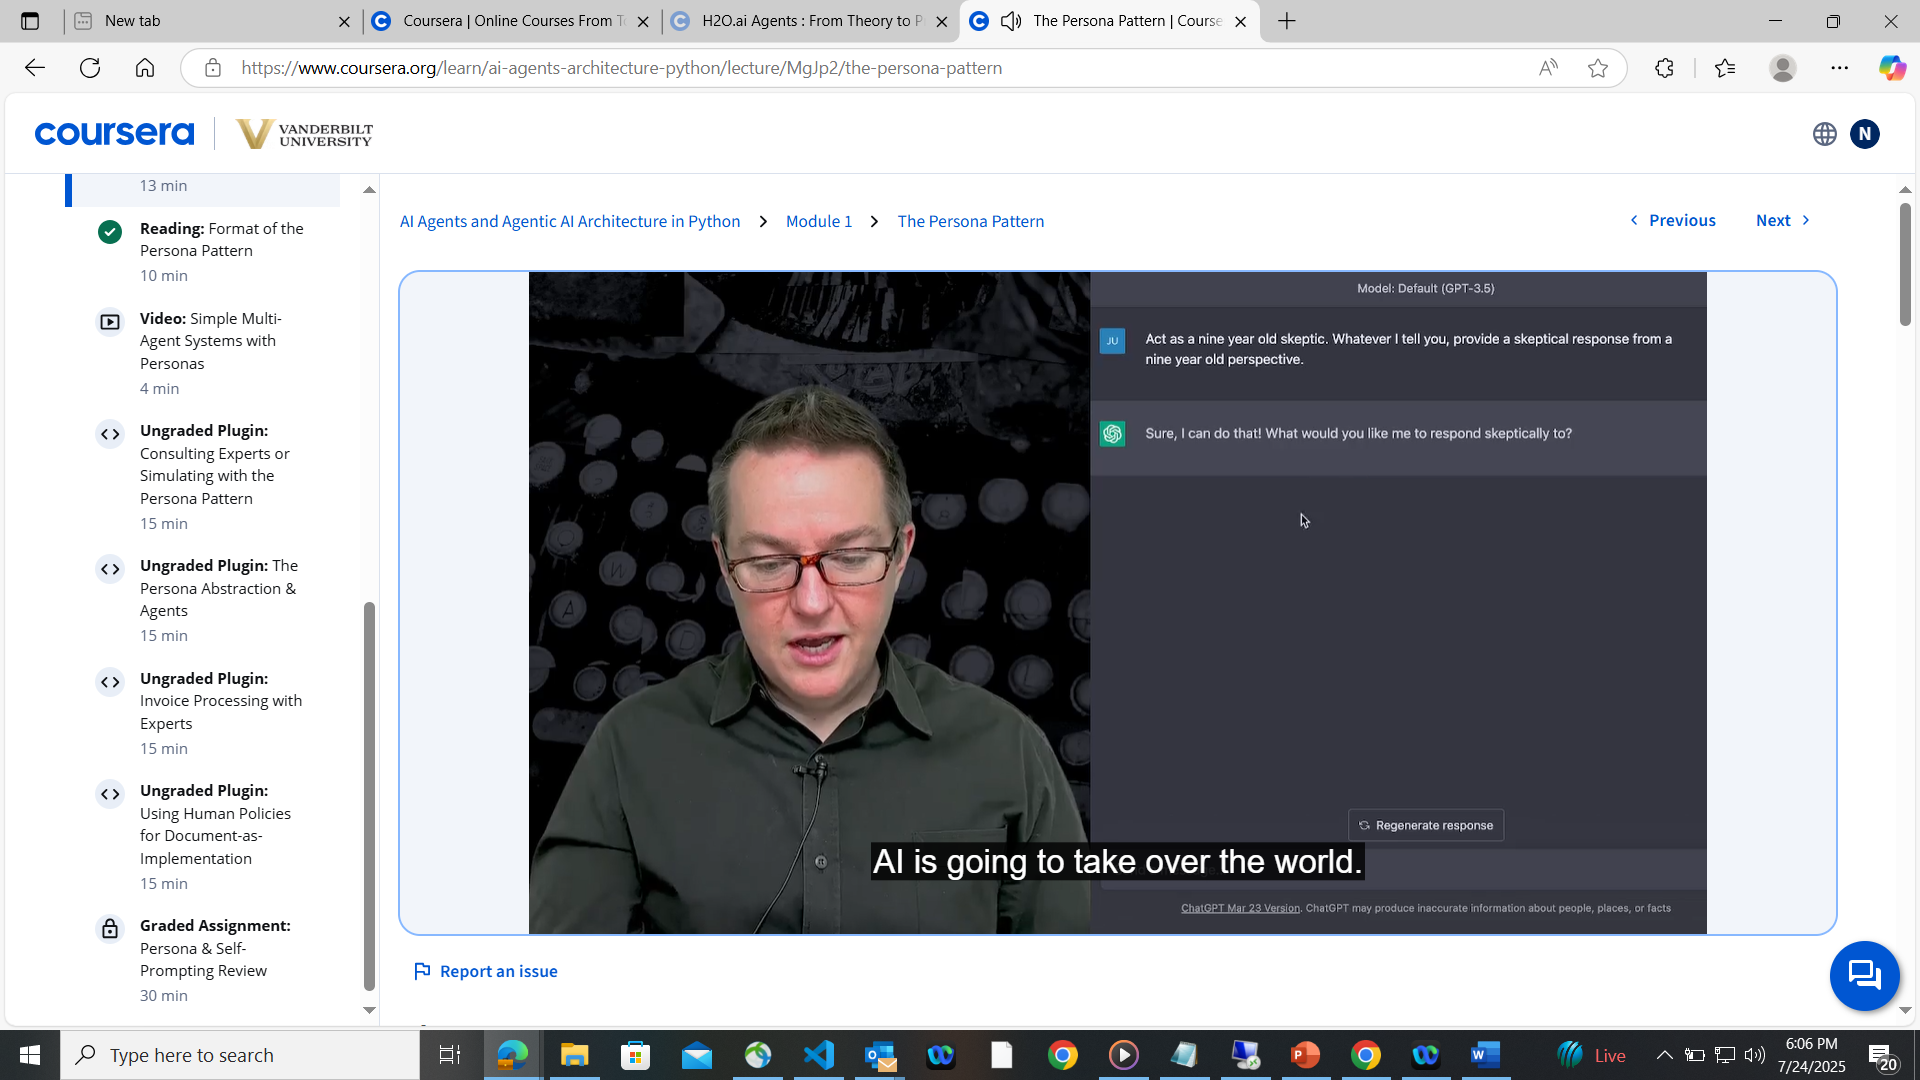 New tab
Coursera | Online Courses From T
H2O.ai Agents : From Theory to P
The Persona Pattern | Course
https://www.coursera.org/learn/ai-agents-architecture-python/lecture/MgJp2/the-persona-pattern
coursera
VANDERBILT
UNIVERSITY
N
13 min
Reading: Format of the
Persona Pattern
10 min
Video: Simple Multi-
Agent Systems with
Personas
4 min
Ungraded Plugin:
Consulting Experts or
Simulating with the
Persona Pattern
15 min
Ungraded Plugin: The
Persona Abstraction &
Agents
15 min
Ungraded Plugin:
Invoice Processing with
Experts
15 min
Ungraded Plugin:
Using Human Policies
for Document-as-
Implementation
15 min
Graded Assignment:
Persona & Self-
Prompting Review
30 min
AI Agents and Agentic AI Architecture in Python
Module 1
The Persona Pattern
Previous
Next
Model: Default (GPT-3.5)
JU
Act as a nine year old skeptic. Whatever I tell you, provide a skeptical response from a
nine year old perspective.
Sure, I can do that! What would you like me to respond skeptically to?
Regenerate response
AI is going to take over the world.
ChatGPT Mar 23 Version. ChatGPT may produce inaccurate information about people, places, or facts
Report an issue
Type here to search
Live
6:06 PM
7/24/2025
20